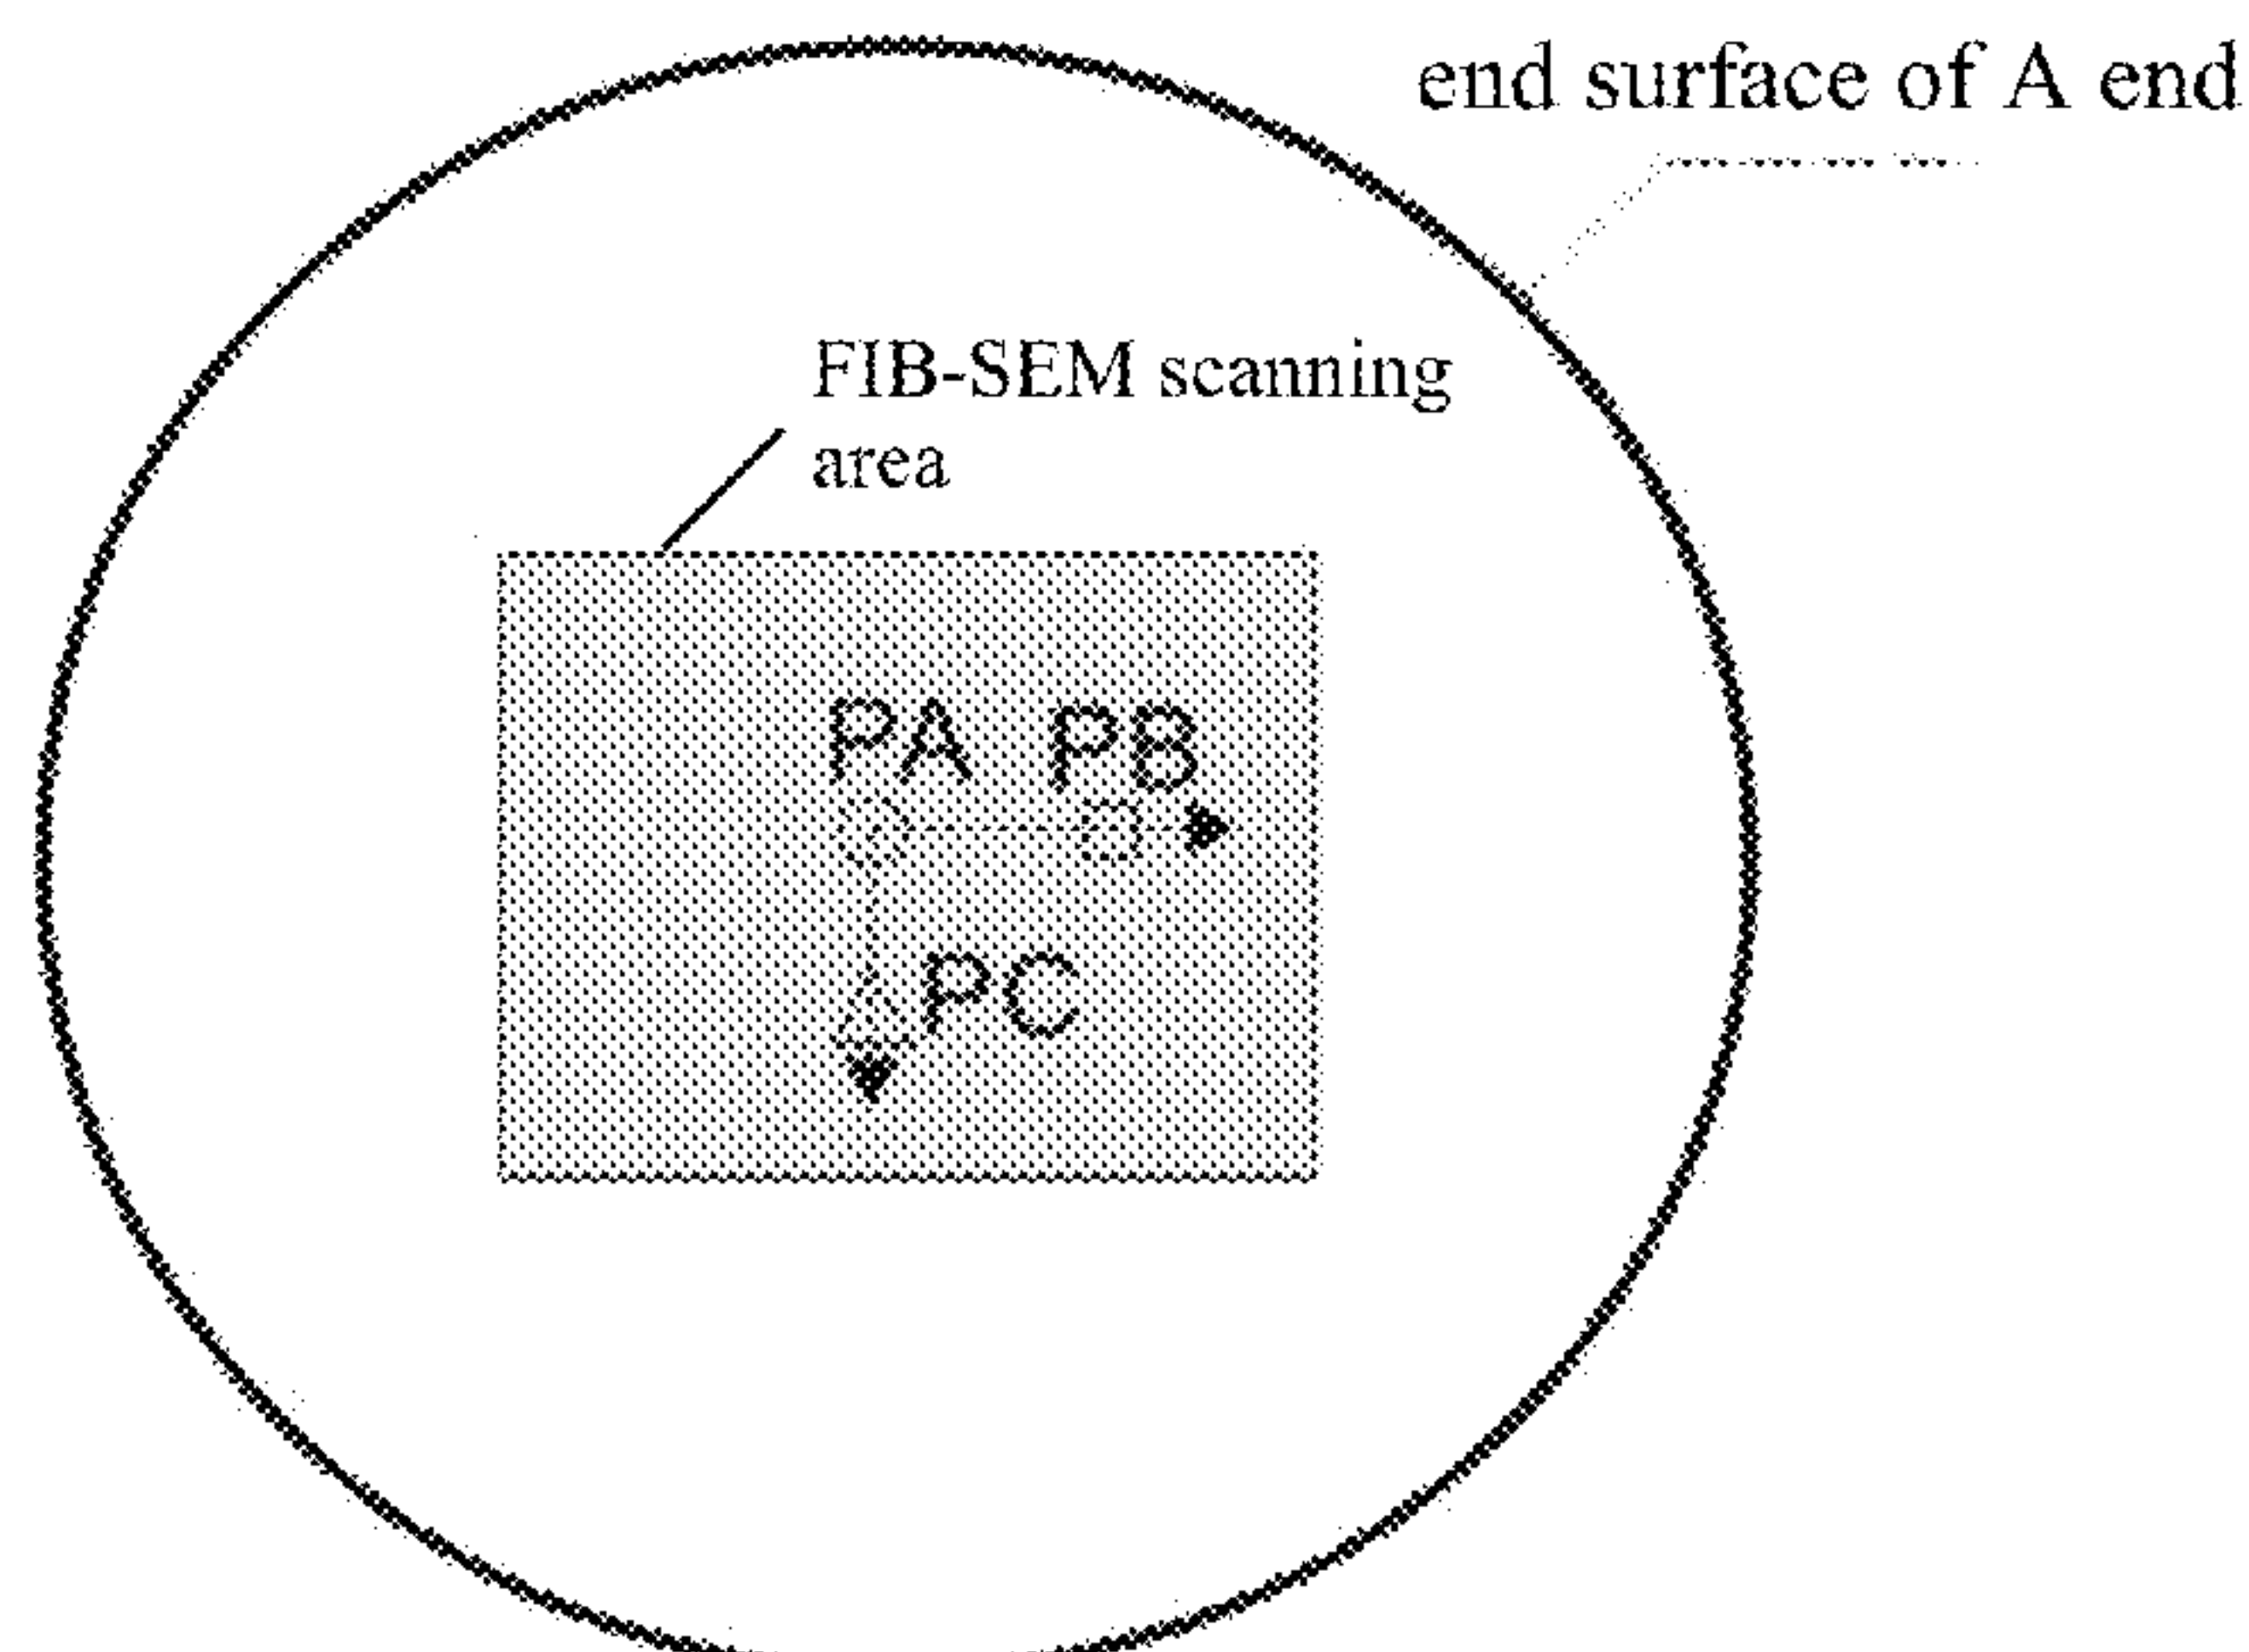 end surface of A end
FIB-SEM scanning
area
PA PB
PC